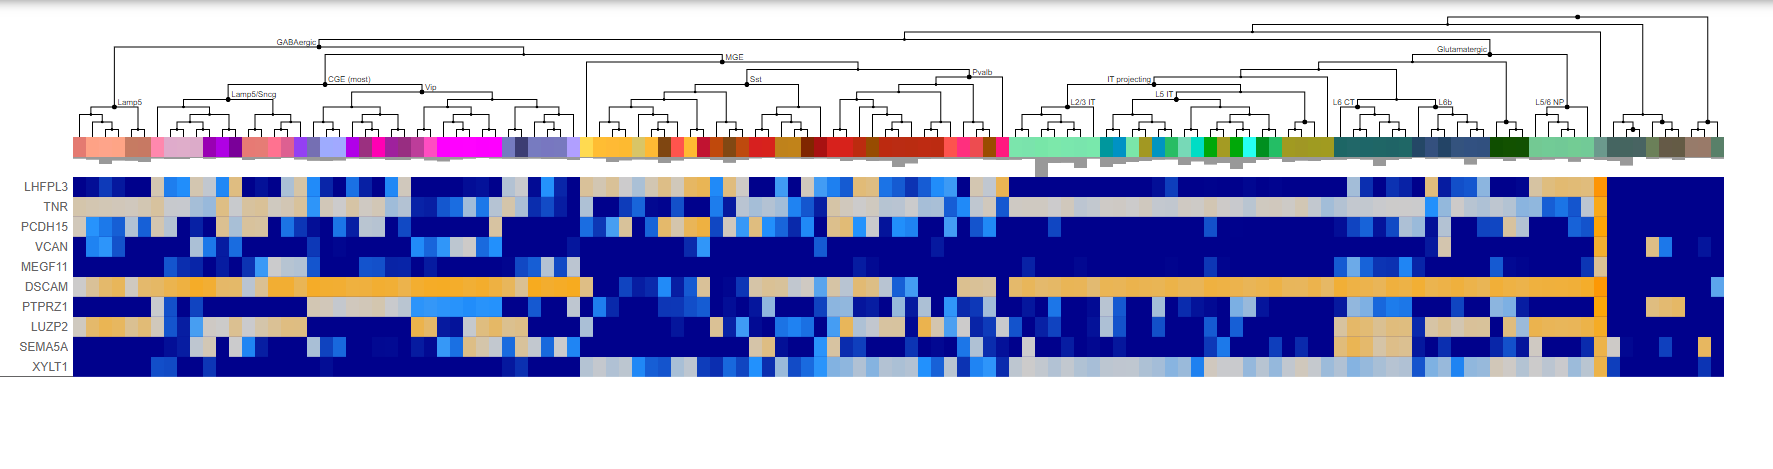 GABAergic
Glutamatergic
MGE
Pvalb
CGE (most)
Sst
IT projecting
Vip
Lamp5/Sncg
L5 IT
Lamp5
L2/3 IT
L6 CT
L6b
L5/6 NP
LHFPL3
TNR
PCDH15
VCAN
MEGF11
DSCAM
PTPRZ1
LUZP2
SEMA5A
XYLT1